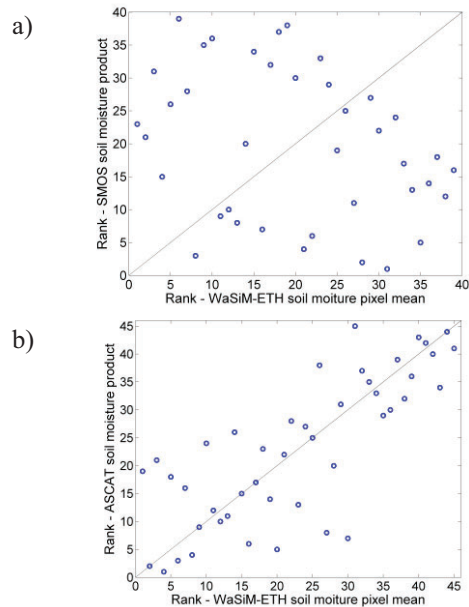 a)
40
35
30
25
20
15
10
5
0
Rank - SMOS soil moisture product
0 5 10 15 20 25 30 35 40
Rank - WaSiM-ETH soil moiture pixel mean
b)
45
40
35
30
25
20
15
10
5
0
Rank - ASCAT soil moisture product
0 5 10 15 20 25 30 35 40 45
Rank - WaSiM-ETH soil moiture pixel mean